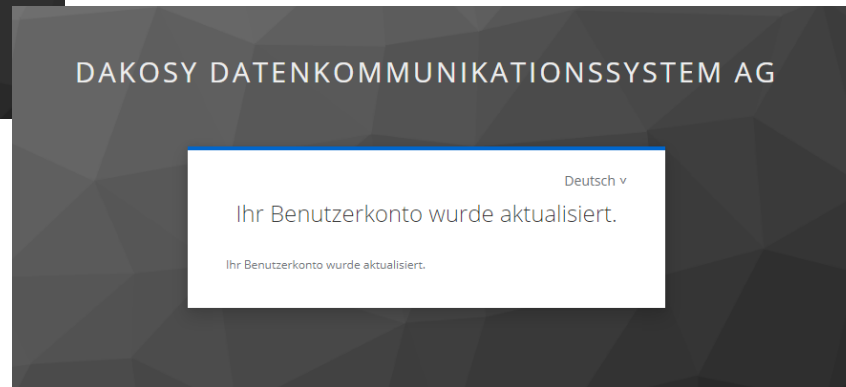 DAKOSY DATENKOMMUNIKATIONSSYSTEM AG
Deutsch v
Ihr Benutzerkonto wurde aktualisiert.
Ihr Benutzerkonto wurde aktualisiert.